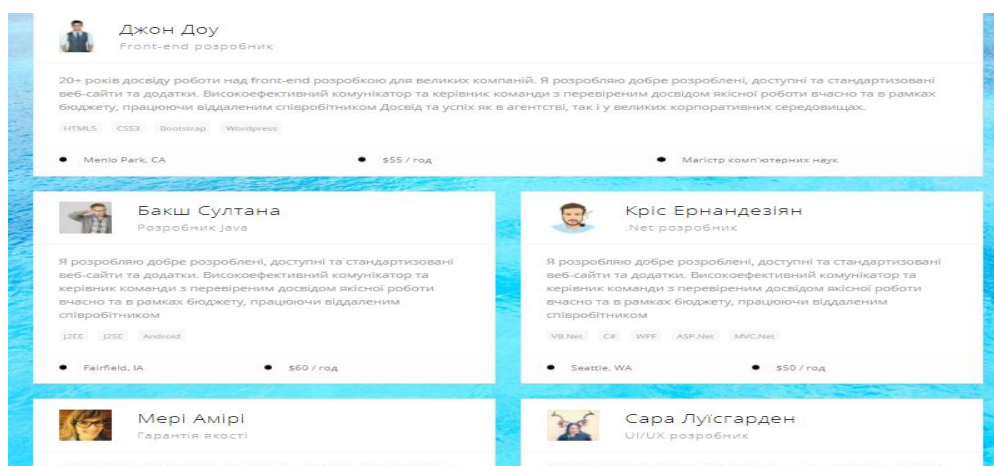 Джон Доу
Front-end розробник
20+ років досвіду роботи над front-end розробкою для великих компаній. Я розробляю добре розроблені, доступні та стандартизовані
веб-сайти та додатки. Високоефективний комунікатор та керівник команди з перевіреним досвідом якісної роботи вчасно та в рамках
бюджету, працюючи віддаленим співробітником Досвід та успіх як в агентстві, так і у великих корпоративних середовищах.
HTML5 CSS3 Bootstrap Wordpress
Menlo Park, CA $55 / год Магістр комп'ютерних наук
Бакш Султана
Розробник Java
Я розробляю добре розроблені, доступні та стандартизовані
веб-сайти та додатки. Високоефективний комунікатор та
керівник команди з перевіреним досвідом якісної роботи
вчасно та в рамках бюджету, працюючи віддаленим
співробітником
J2EE J2SE Android
Fairfield, IA $60 / год
Кріс Ернандезіян
.Net розробник
Я розробляю добре розроблені, доступні та стандартизовані
веб-сайти та додатки. Високоефективний комунікатор та
керівник команди з перевіреним досвідом якісної роботи
вчасно та в рамках бюджету, працюючи віддаленим
співробітником
VB.Net C# WPF ASP.Net MVC.Net
Seattle, WA $50 / год
Мері Амірі
Гарантія якості
Сара Луїсгарден
UI/UX розробник